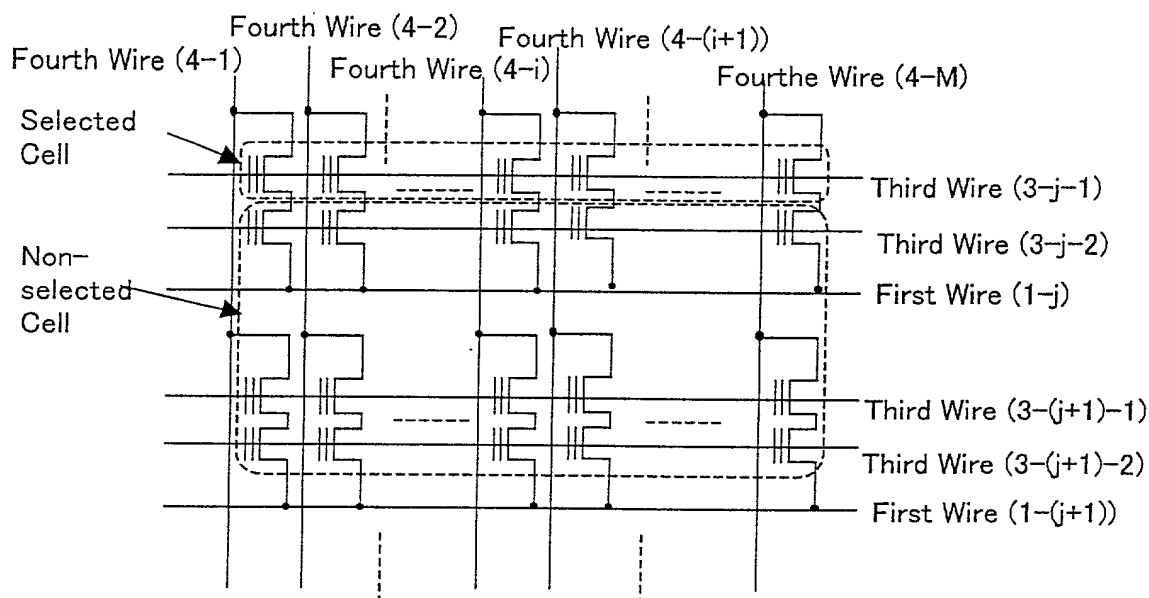 Fourth Wire (4-2)
Fourth Wire (4-(i+1))
Fourth Wire (4-1)
Fourth Wire (4-i)
Fourthe Wire (4-M)
Selected
Cell
Third Wire (3-j-1)
Third Wire (3-j-2)
Non-
selected
Cell
First Wire (1-j)
Third Wire (3-(j+1)-1)
Third Wire (3-(j+1)-2)
First Wire (1-(j+1))